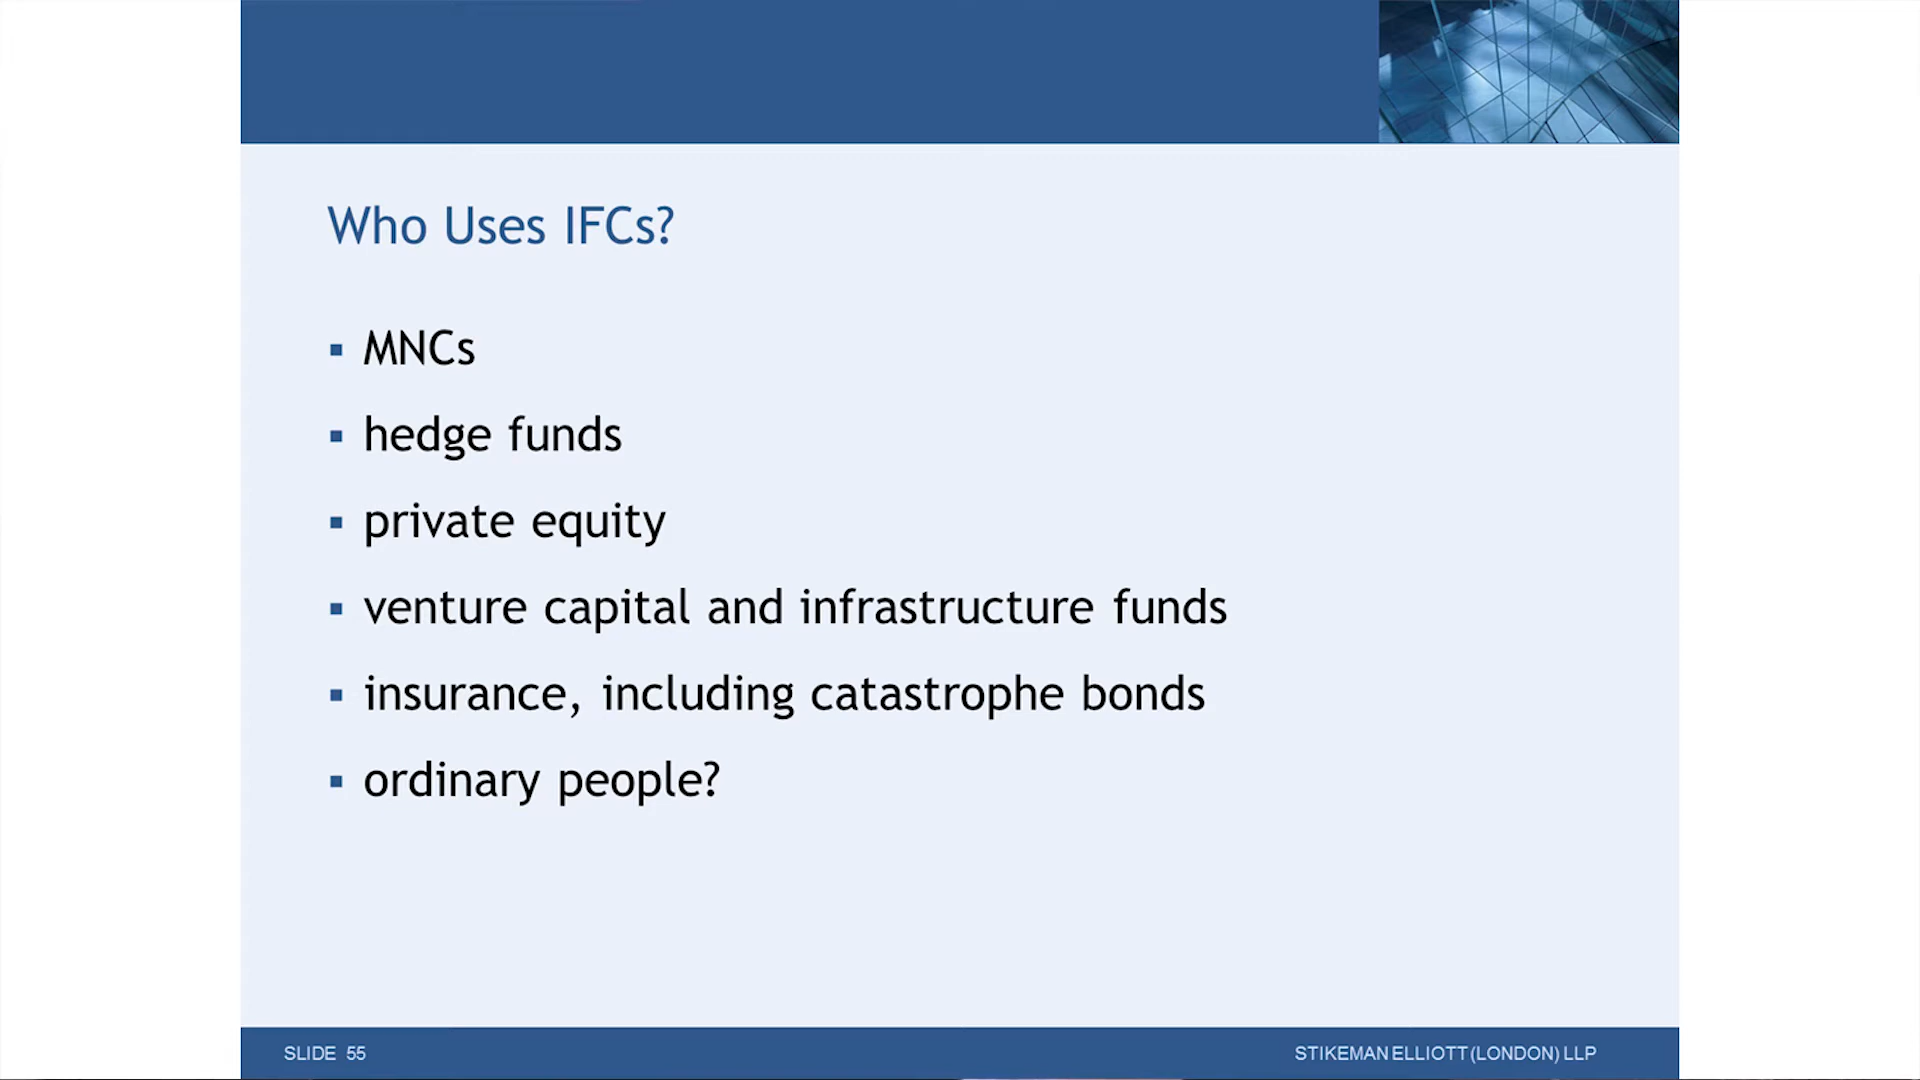 Who Uses IFCs?
▪ MNCs
▪ hedge funds
▪ private equity
▪ venture capital and infrastructure funds
▪ insurance, including catastrophe bonds
▪ ordinary people?
SLIDE 55
STIKEMAN ELLIOTT (LONDON) LLP